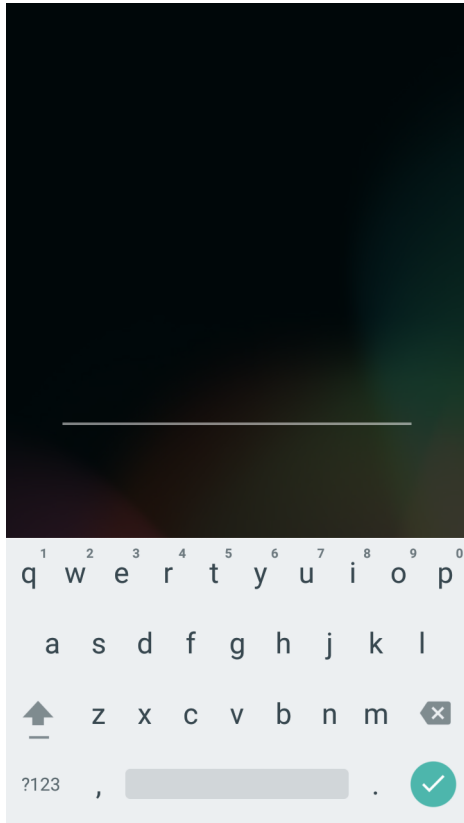 1 2 3 4 5 6 7 8 9 0
q w e r t y u i o p
a s d f g h j k l
z x c v b n m
?123 , .